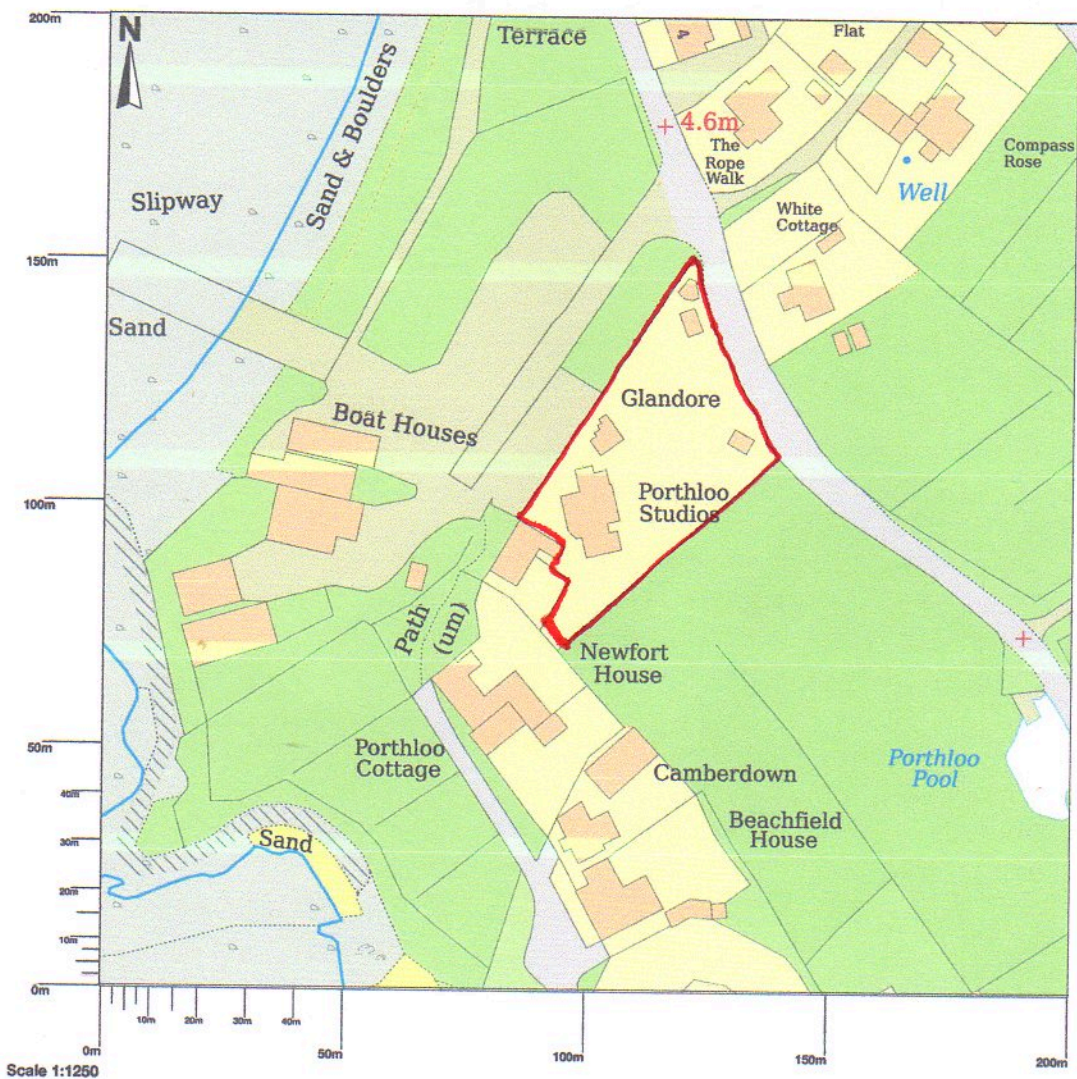 200m
N
Terrace
4
Flat
Sand & Boulders
4.6m
The
Rope
Walk
Compass
Rose
Slipway
Well
White
Cottage
150m
Sand
Glandore
Boat Houses
Porthloo
Studios
100m
Path
(um)
Newfort
House
50m
Porthloo
Cottage
Camberdown
Porthloo
Pool
40m
Beachfield
House
30m
Sand
20m
10m
0m
10m
20m
30m
40m
0m
50m
100m
150m
200m
Scale 1:1250